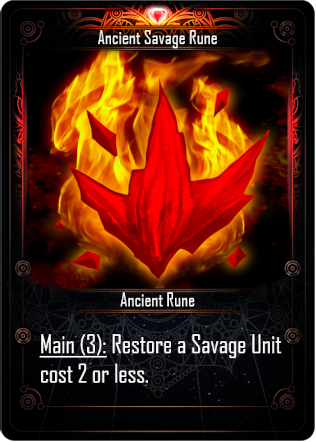 Ancient Savage Rune
Ancient Rune
Main (3): Restore a Savage Unit
cost 2 or less.